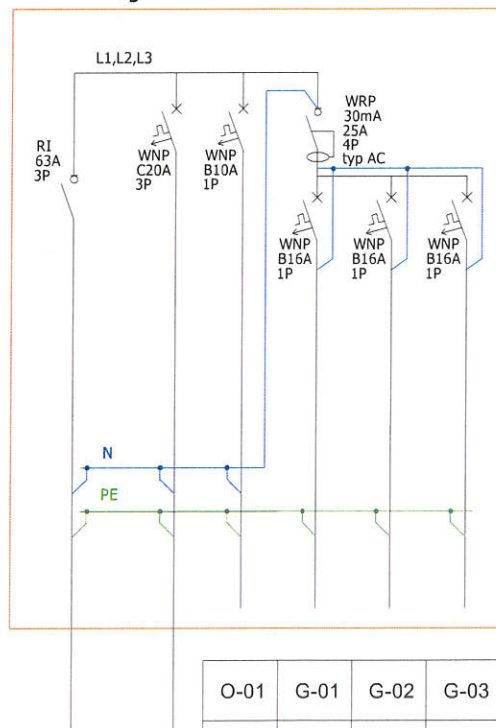 L1,L2,L3
RI
63A
3P
WNP
C20A
3P
WNP
B10A
1P
WRP
30mA
25A
4P
typ AC
WNP
B16A
1P
WNP
B16A
1P
WNP
B16A
1P
N
PE
O-01 G-01 G-02 G-03